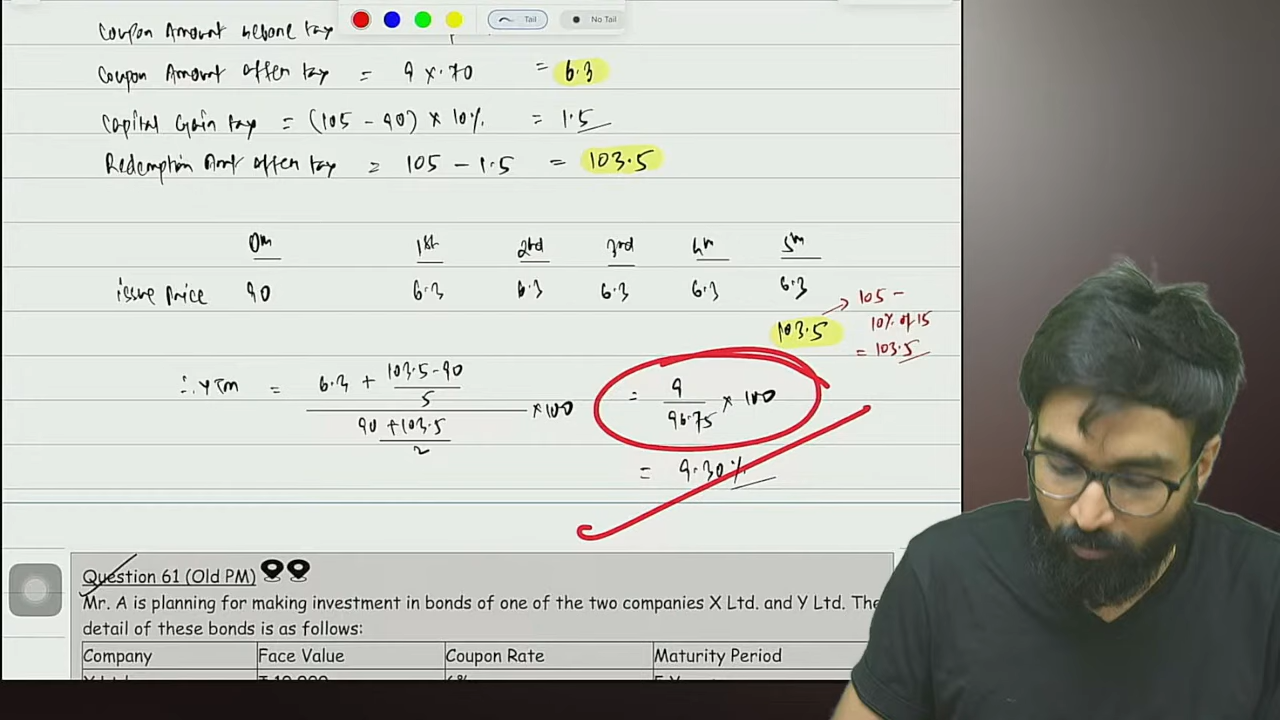 Tail No Tail
Coupon Amount before tax
Coupon Amount after tax = 9 × .70 = 6.3
Capital Gain tax = (105 - 90) × 10% = 1.5
Redemption Amt after tax = 105 - 1.5 = 103.5
0th 1st 2nd 3rd 4th 5th
issue price 90 6.3 6.3 6.3 6.3 6.3
103.5 → 105 -
10% of 15
= 103.5
∴ YTM = 6.3 + 103.5-90 / 5 / 90 + 103.5 / 2 × 100 = 9 / 96.75 × 100
= 9.30%
Question 61 (Old PM)
Mr. A is planning for making investment in bonds of one of the two companies X Ltd. and Y Ltd. The
detail of these bonds is as follows:
Company Face Value Coupon Rate Maturity Period